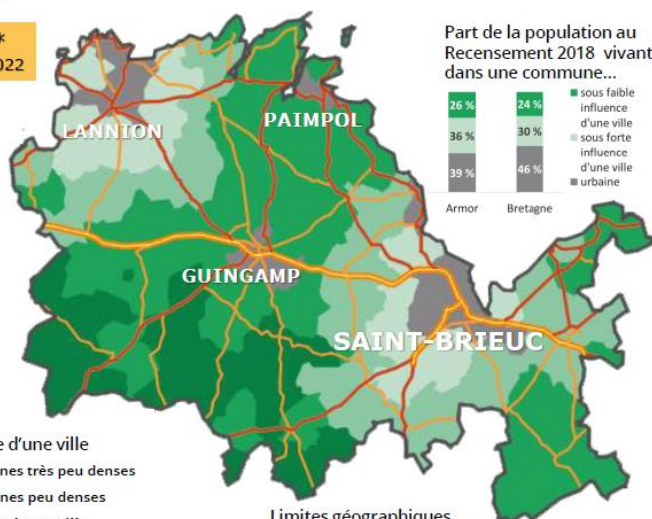 *
022
Part de la population au
Recensement 2018 vivant
dans une commune...
26 %
36 %
39 %
Armor
24 %
30 %
46 %
Bretagne
sous faible
influence
d'une ville
sous forte
influence
d'une ville
urbaine
LANNION
PAIMPOL
GUINGAMP
SAINT-BRIEUC
e d'une ville
nes très peu denses
nes peu denses
Limites géographiques